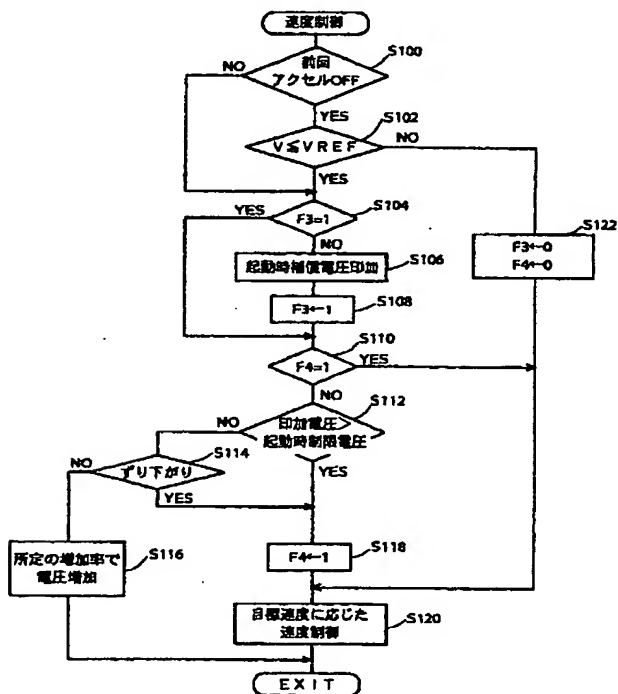 速度制御
S100
前回
アクセルOFF
NO
YES
S102
V≦VREF
NO
YES
S104
YES
F3=1
NO
S122
F3←0
F4←0
S106
起動時補償電圧印加
S108
F3←1
S110
F4=1
YES
NO
S112
印加電圧>
起動時制限電圧
NO
YES
S114
ずり下がり
NO
YES
S116
所定の増加率で
電圧増加
S118
F4←1
S120
目標速度に応じた
速度制御
EXIT